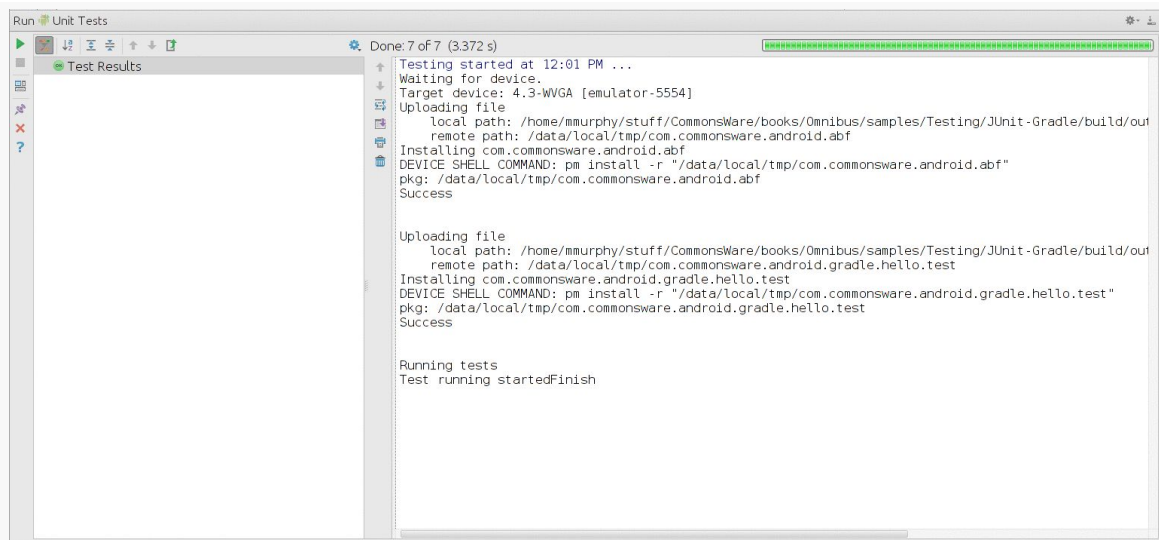 Run Unit Tests
Done: 7 of 7 (3.372 s)
Test Results
Testing started at 12:01 PM ...
Waiting for device.
Target device: 4.3-WVGA [emulator-5554]
Uploading file
local path: /home/mmurphy/stuff/CommonsWare/books/Omnibus/samples/Testing/JUnit-Gradle/build/out
remote path: /data/local/tmp/com.commonsware.android.abf
Installing com.commonsware.android.abf
DEVICE SHELL COMMAND: pm install -r "/data/local/tmp/com.commonsware.android.abf"
pkg: /data/local/tmp/com.commonsware.android.abf
Success
Uploading file
local path: /home/mmurphy/stuff/CommonsWare/books/Omnibus/samples/Testing/JUnit-Gradle/build/out
remote path: /data/local/tmp/com.commonsware.android.gradle.hello.test
Installing com.commonsware.android.gradle.hello.test
DEVICE SHELL COMMAND: pm install -r "/data/local/tmp/com.commonsware.android.gradle.hello.test"
pkg: /data/local/tmp/com.commonsware.android.gradle.hello.test
Success
Running tests
Test running startedFinish